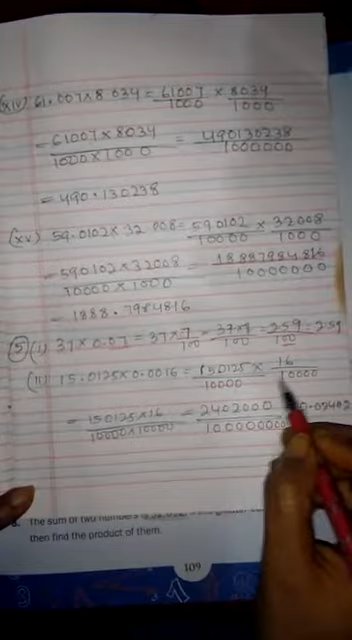 (xiv) 61.007×8.034 = 61007/1000 × 8034/1000
= 61007×8034/1000×1000 = 490130238/1000000
= 490.130238
(xv) 59.0102×32.008 = 590102/10000 × 32008/1000
= 590102×32008/10000×1000 = 18887984816/10000000
= 1888.7984816
⑤ (i) 37×0.07 = 37×7/100 = 37×7/100 = 259/100 = 2.59
(ii) 15.0125×0.0016 = 150125/10000 × 16/10000
= 150125×16/10000×10000 = 2402000/100000000 0.02402
The sum of two numbers
then find the product of them.
109